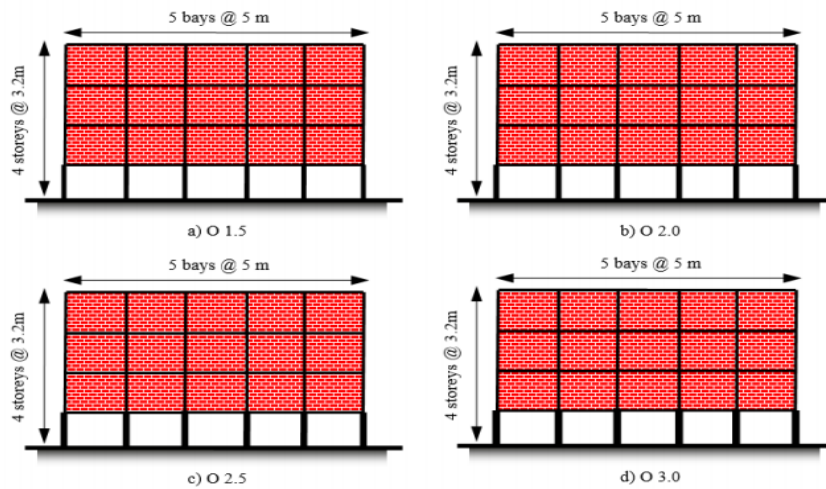 5 bays @ 5 m
4 storeys @ 3.2m
a) O 1.5
5 bays @ 5 m
4 storeys @ 3.2m
b) O 2.0
5 bays @ 5 m
4 storeys @ 3.2m
c) O 2.5
5 bays @ 5 m
4 storeys @ 3.2m
d) O 3.0